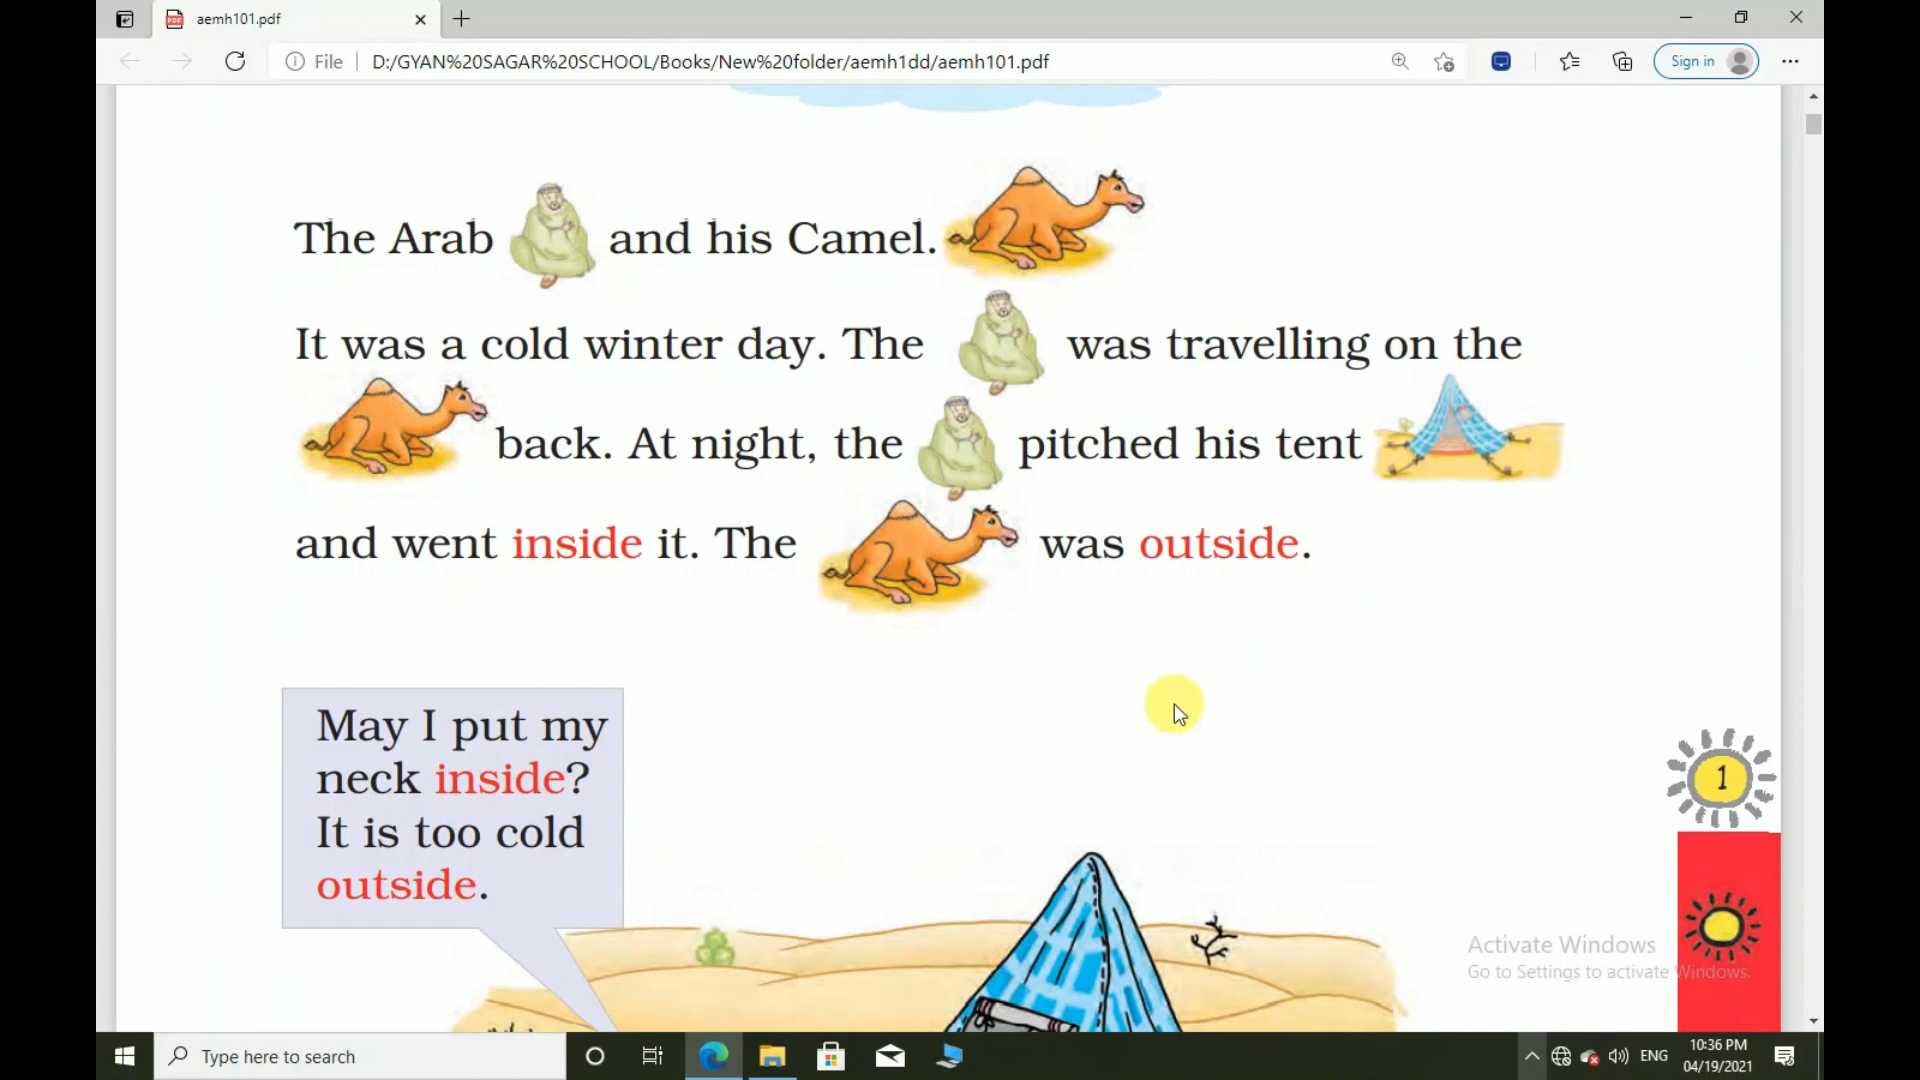 aemh101.pdf
File
D:/GYAN%20SAGAR%20SCHOOL/Books/New%20folder/aemh1dd/aemh101.pdf
Sign in
The Arab and his Camel.
It was a cold winter day. The was travelling on the
back. At night, the pitched his tent
and went inside it. The was outside.
May I put my
neck inside?
It is too cold
outside.
1
Activate Windows
Go to Settings to activate Windows.
Type here to search
ENG
10:36 PM
04/19/2021